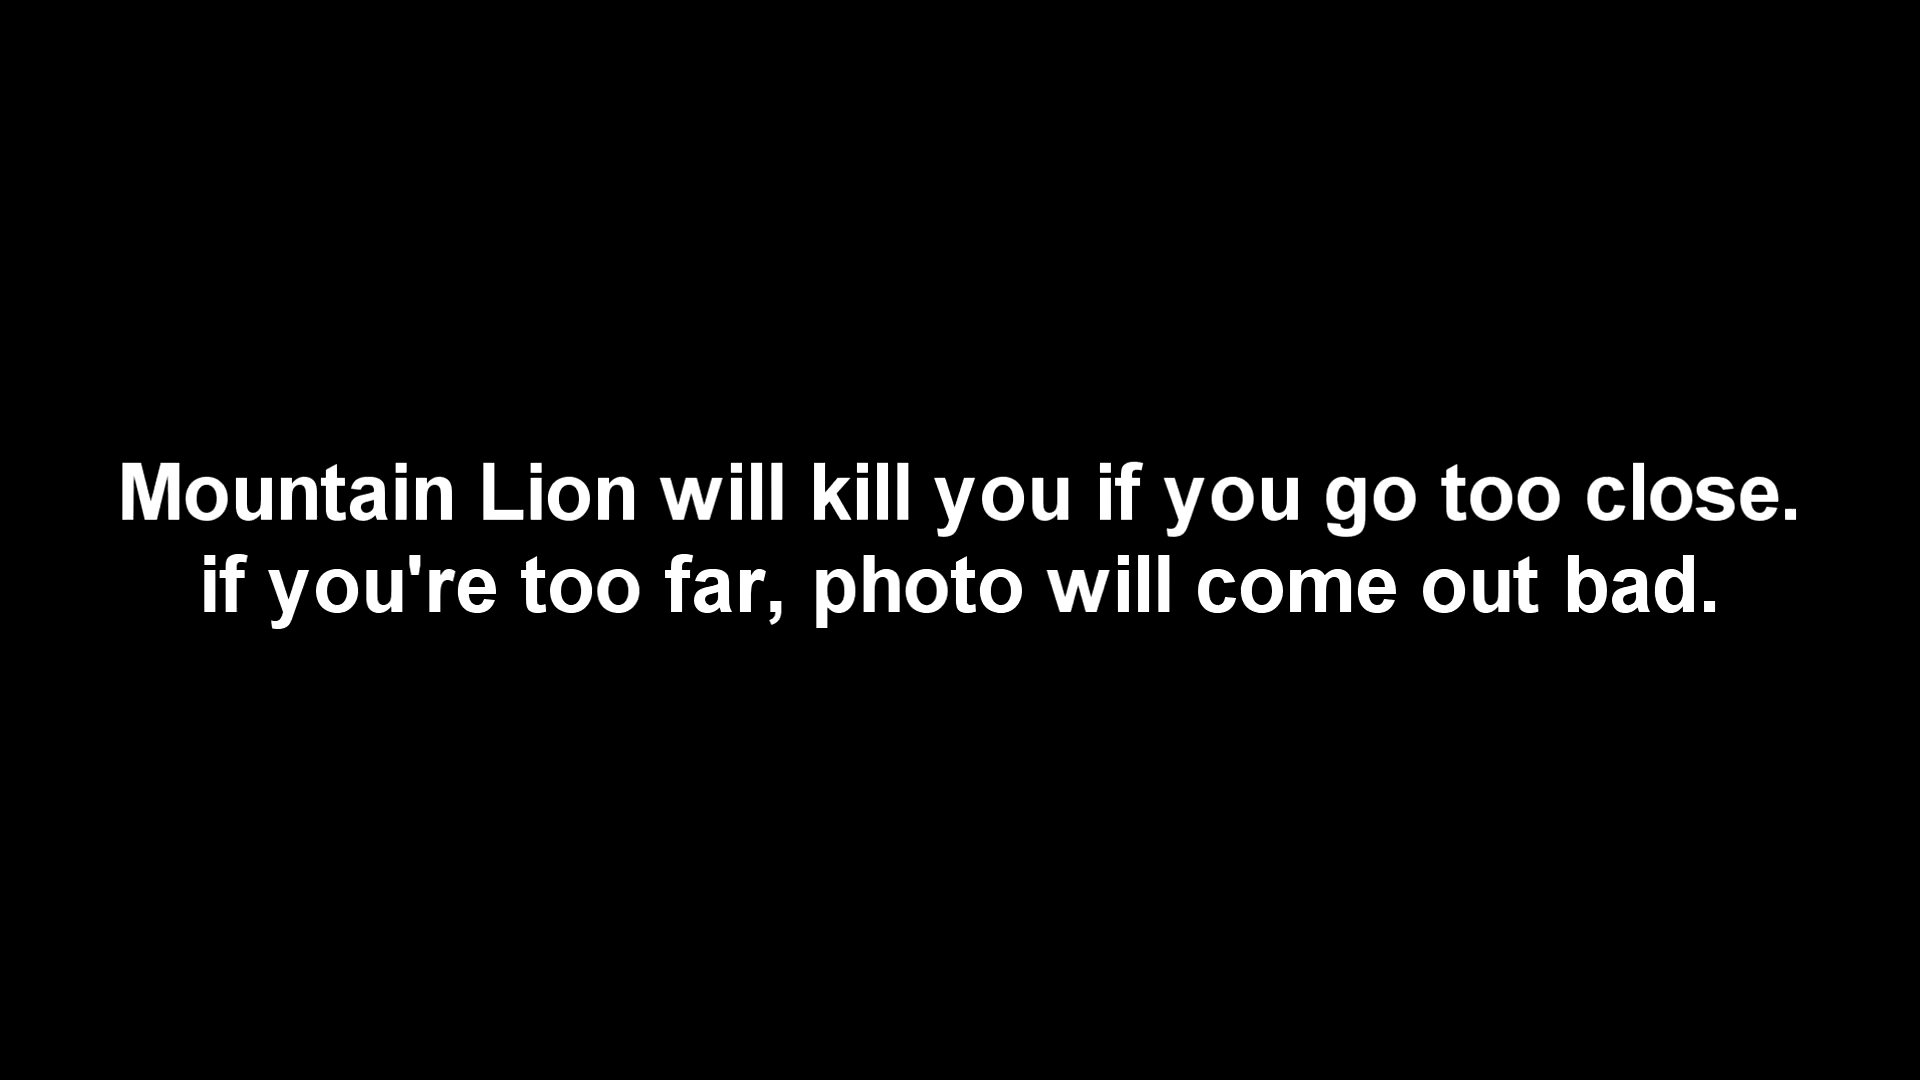 Mountain Lion will kill you if you go too close.
if you're too far, photo will come out bad.